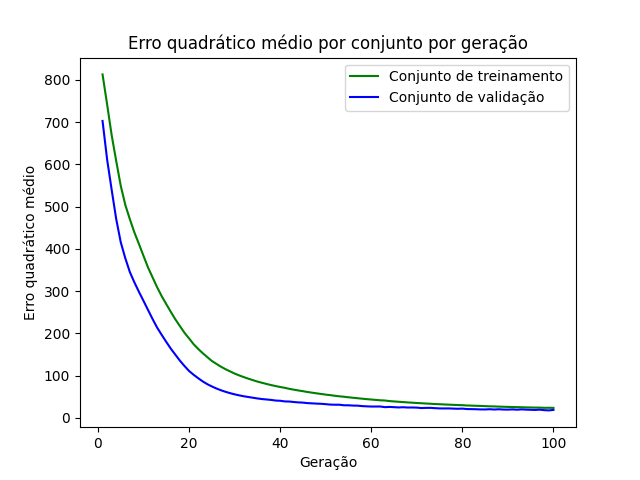 Erro quadrático médio por conjunto por geração
Conjunto de treinamento
Conjunto de validação
Erro quadrático médio
800
700
600
500
400
300
200
100
0
0 20 40 60 80 100
Geração